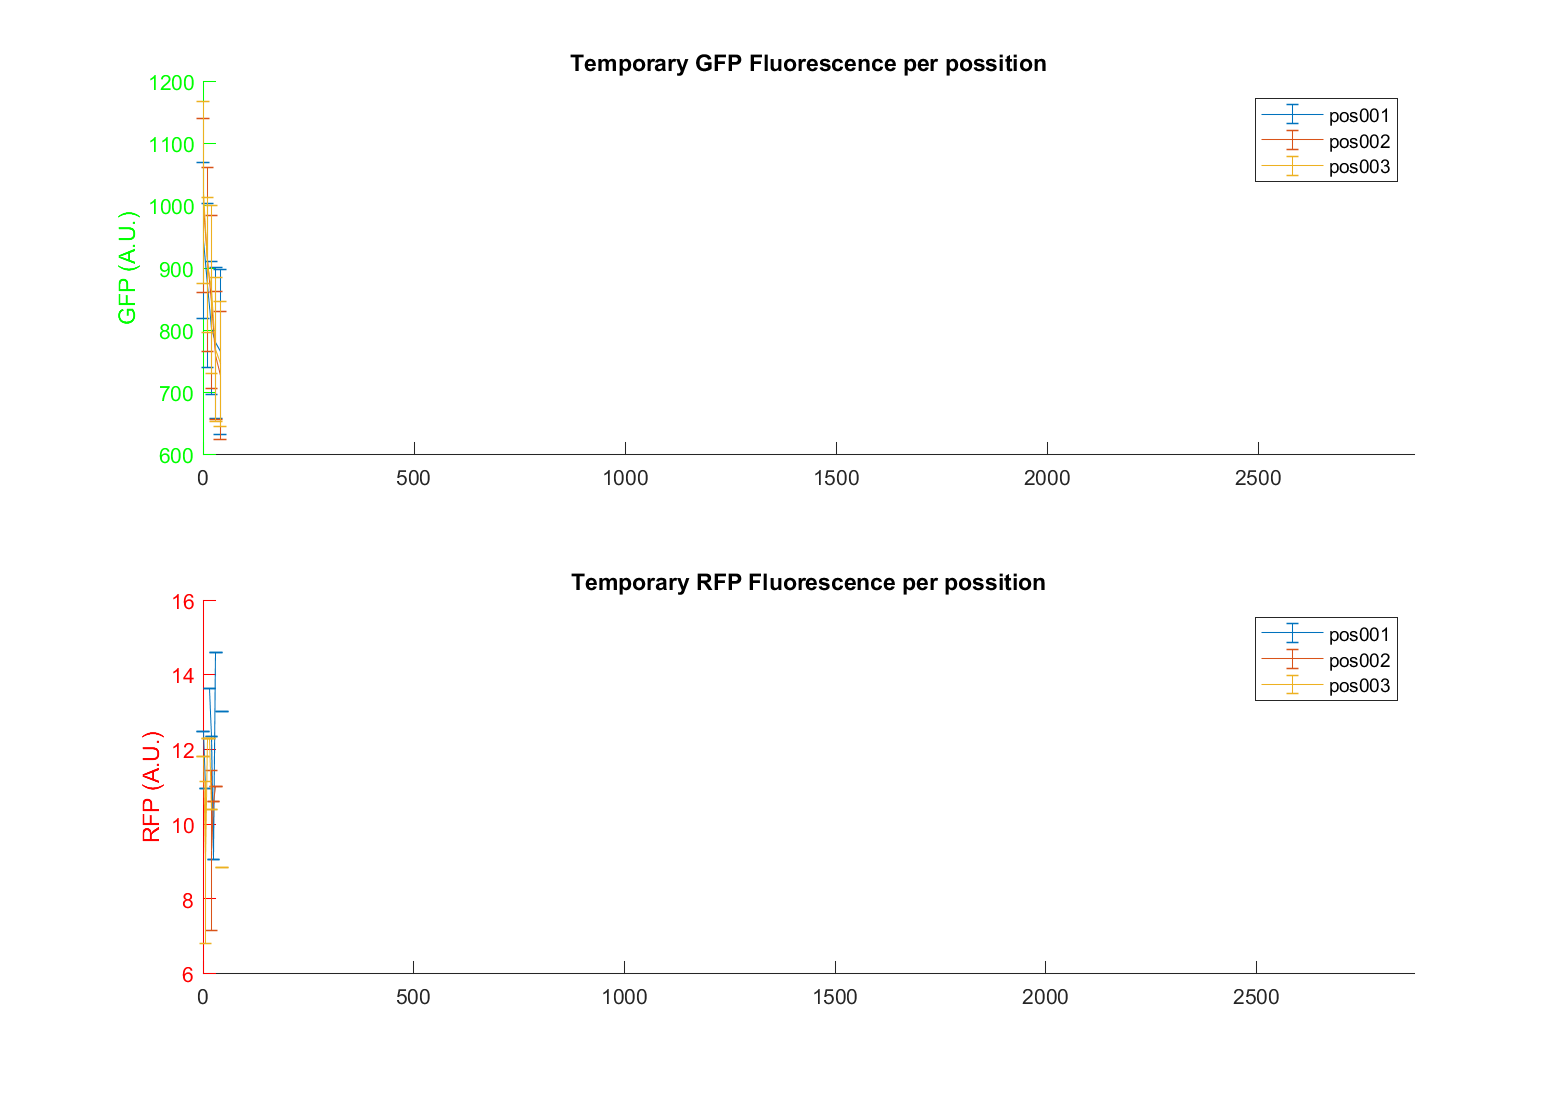 Temporary GFP Fluorescence per possition
1200
1100
1000
900
800
700
600
GFP (A.U.)
pos001
pos002
pos003
0 500 1000 1500 2000 2500
Temporary RFP Fluorescence per possition
16
14
12
10
8
6
RFP (A.U.)
pos001
pos002
pos003
0 500 1000 1500 2000 2500